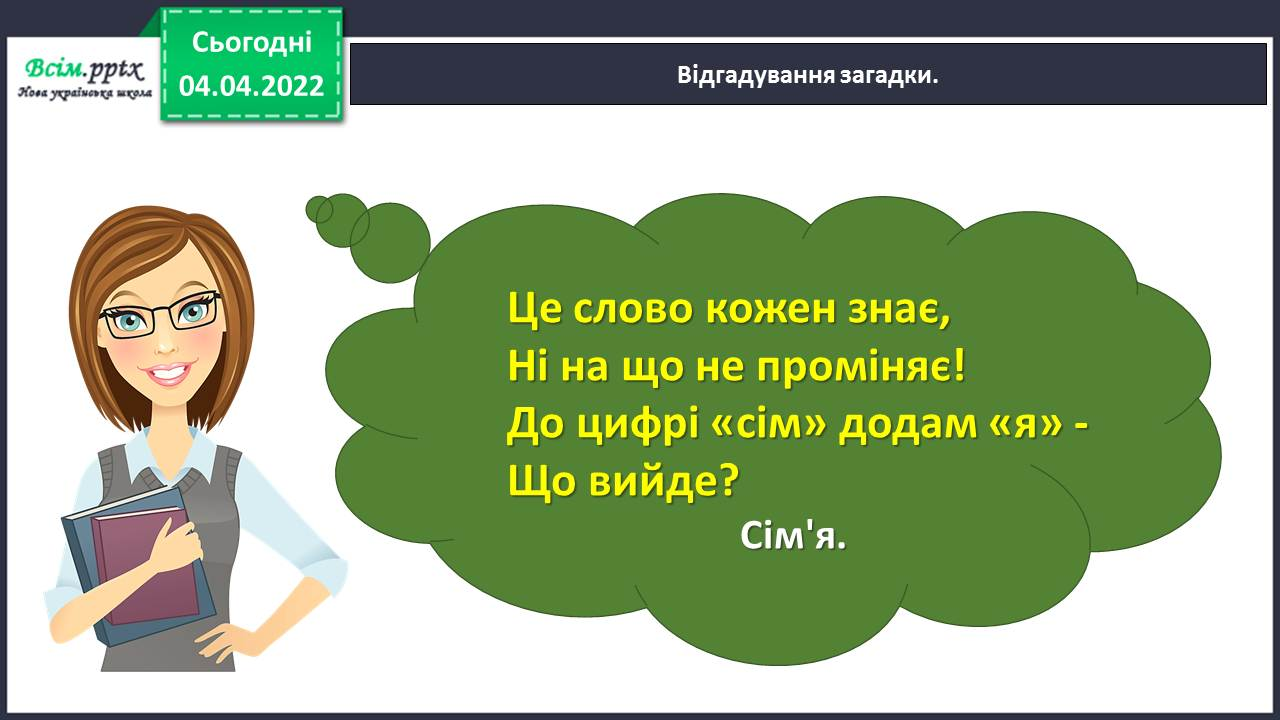 Сьогодні
04.04.2022
Всім.pptx
Нова українська школа
Відгадування загадки.
Це слово кожен знає,
Ні на що не проміняє!
До цифрі «сім» додам «я» -
Що вийде?
Сім'я.